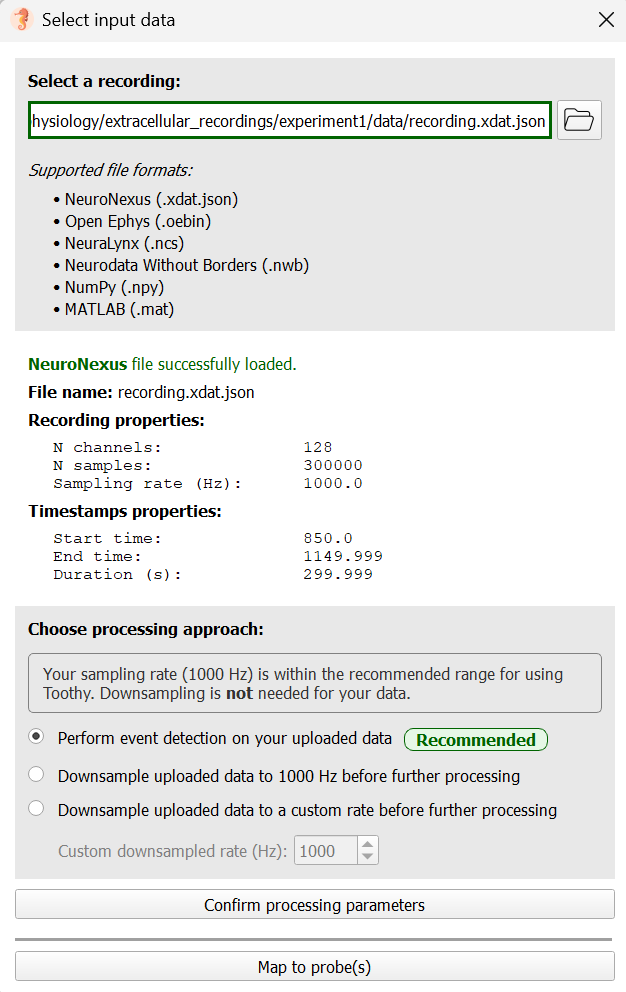 Select input data
Select a recording:
hysiology/extracellular_recordings/experiment1/data/recording.xdat.json
Supported file formats:
• NeuroNexus (.xdat.json)
• Open Ephys (.oebin)
• NeuraLynx (.ncs)
• Neurodata Without Borders (.nwb)
• NumPy (.npy)
• MATLAB (.mat)
NeuroNexus file successfully loaded.
File name: recording.xdat.json
Recording properties:
N channels: 128
N samples: 300000
Sampling rate (Hz): 1000.0
Timestamps properties:
Start time: 850.0
End time: 1149.999
Duration (s): 299.999
Choose processing approach:
Your sampling rate (1000 Hz) is within the recommended range for using
Toothy. Downsampling is not needed for your data.
Perform event detection on your uploaded data Recommended
Downsample uploaded data to 1000 Hz before further processing
Downsample uploaded data to a custom rate before further processing
Custom downsampled rate (Hz): 1000
Confirm processing parameters
Map to probe(s)